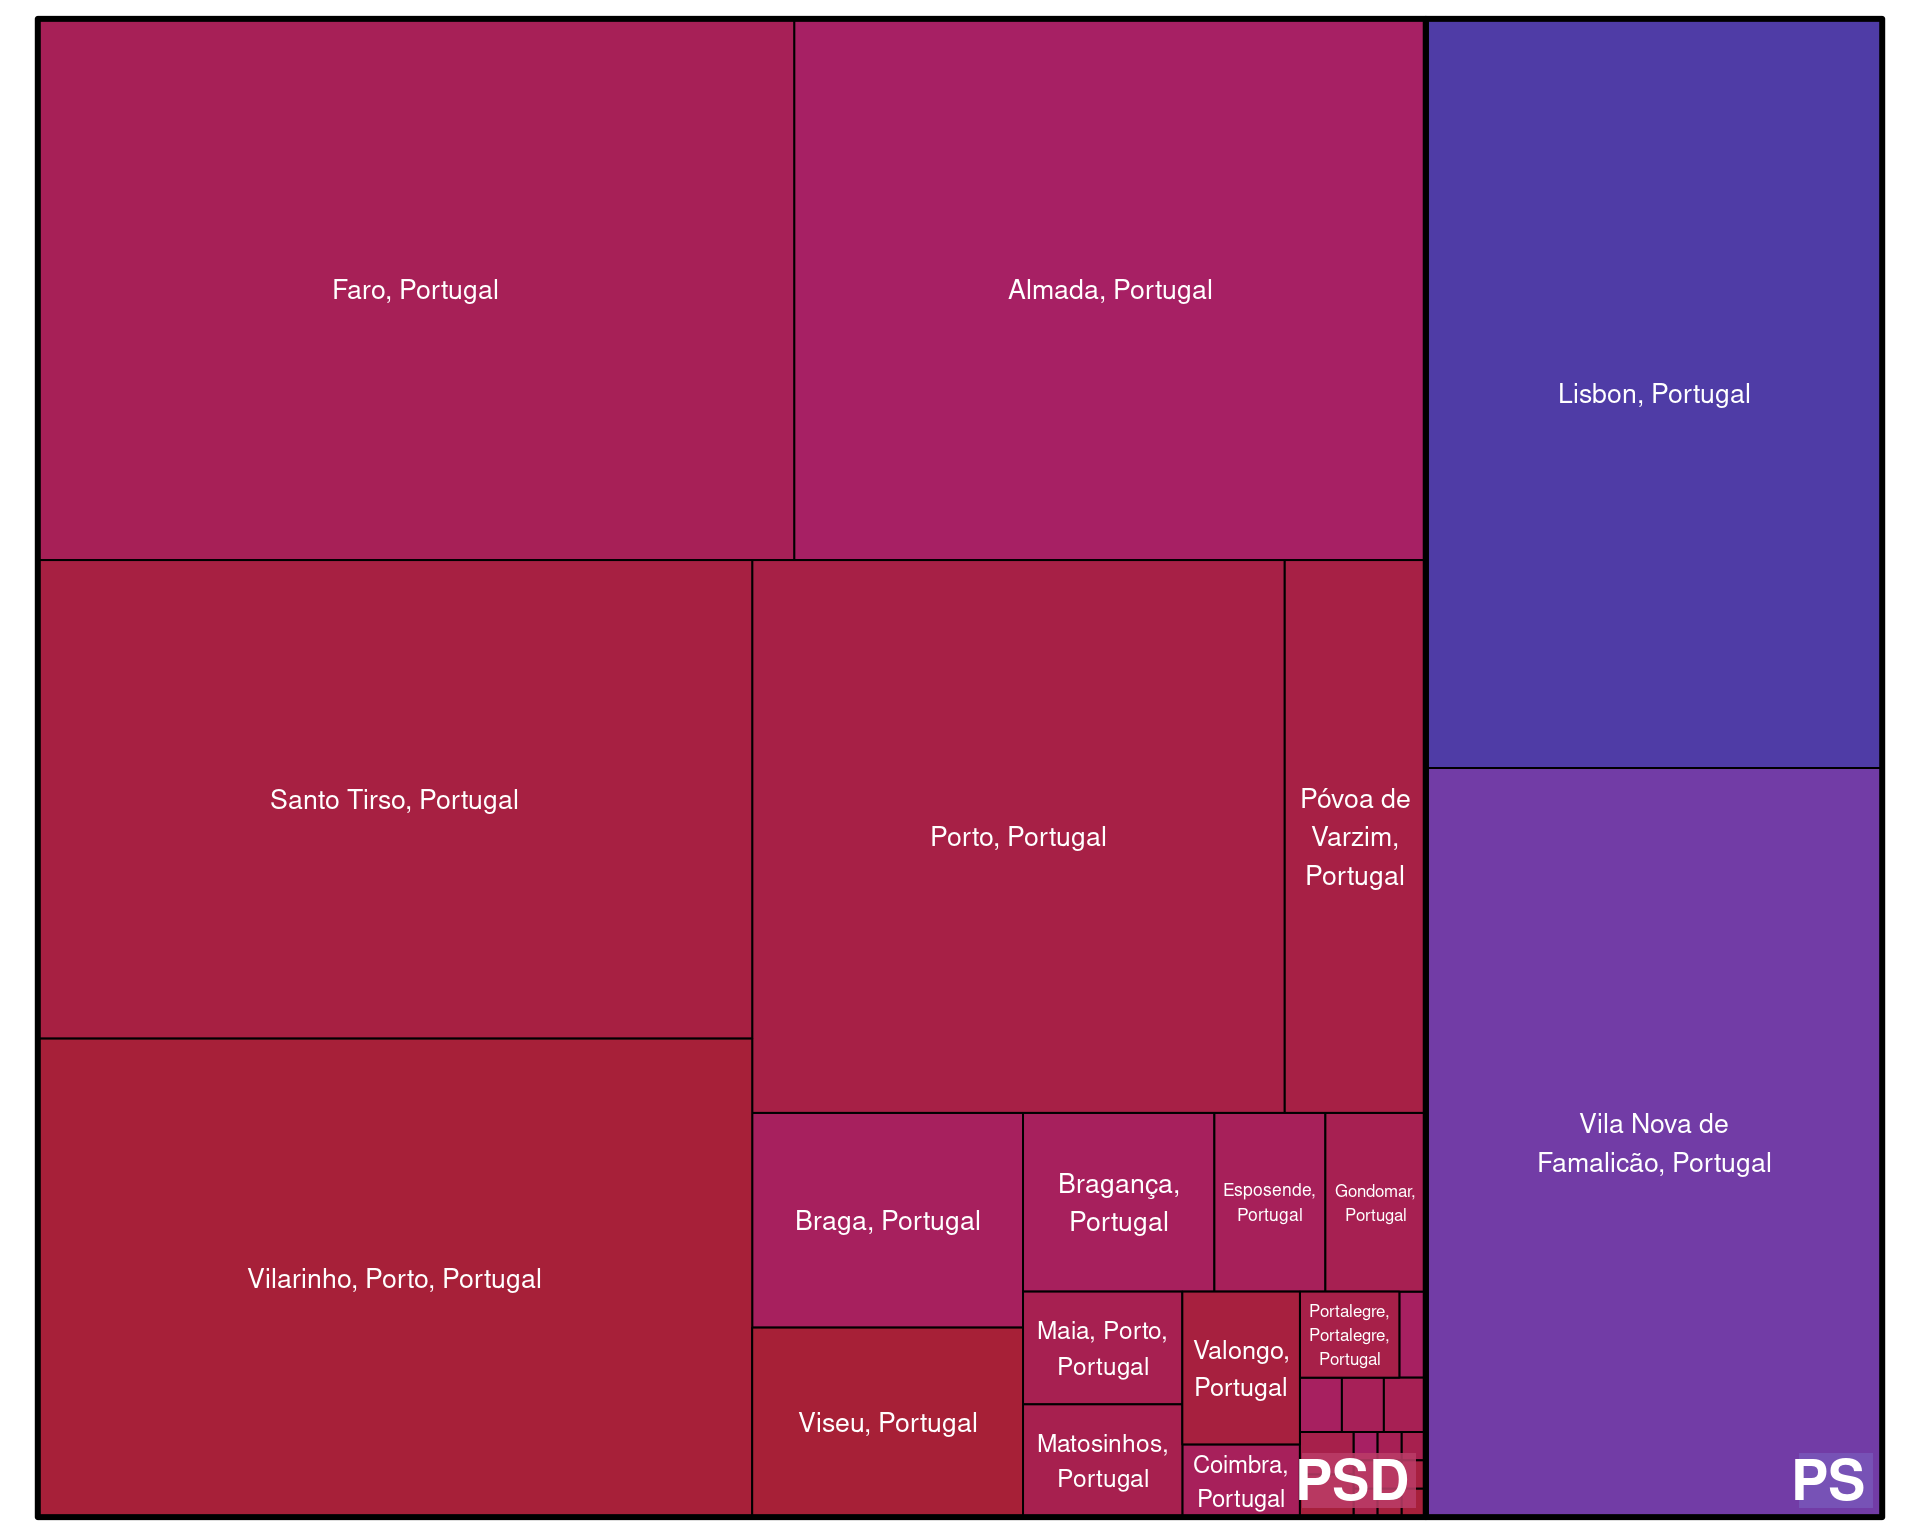 Faro, Portugal
Almada, Portugal
Lisbon, Portugal
Santo Tirso, Portugal
Porto, Portugal
Póvoa de
Varzim,
Portugal
Vila Nova de
Famalicão, Portugal
Vilarinho, Porto, Portugal
Braga, Portugal
Bragança,
Portugal
Esposende,
Portugal
Gondomar,
Portugal
Viseu, Portugal
Maia, Porto,
Portugal
Valongo,
Portugal
Portalegre,
Portalegre,
Portugal
Matosinhos,
Portugal
Coimbra,
Portugal
PSD
PS